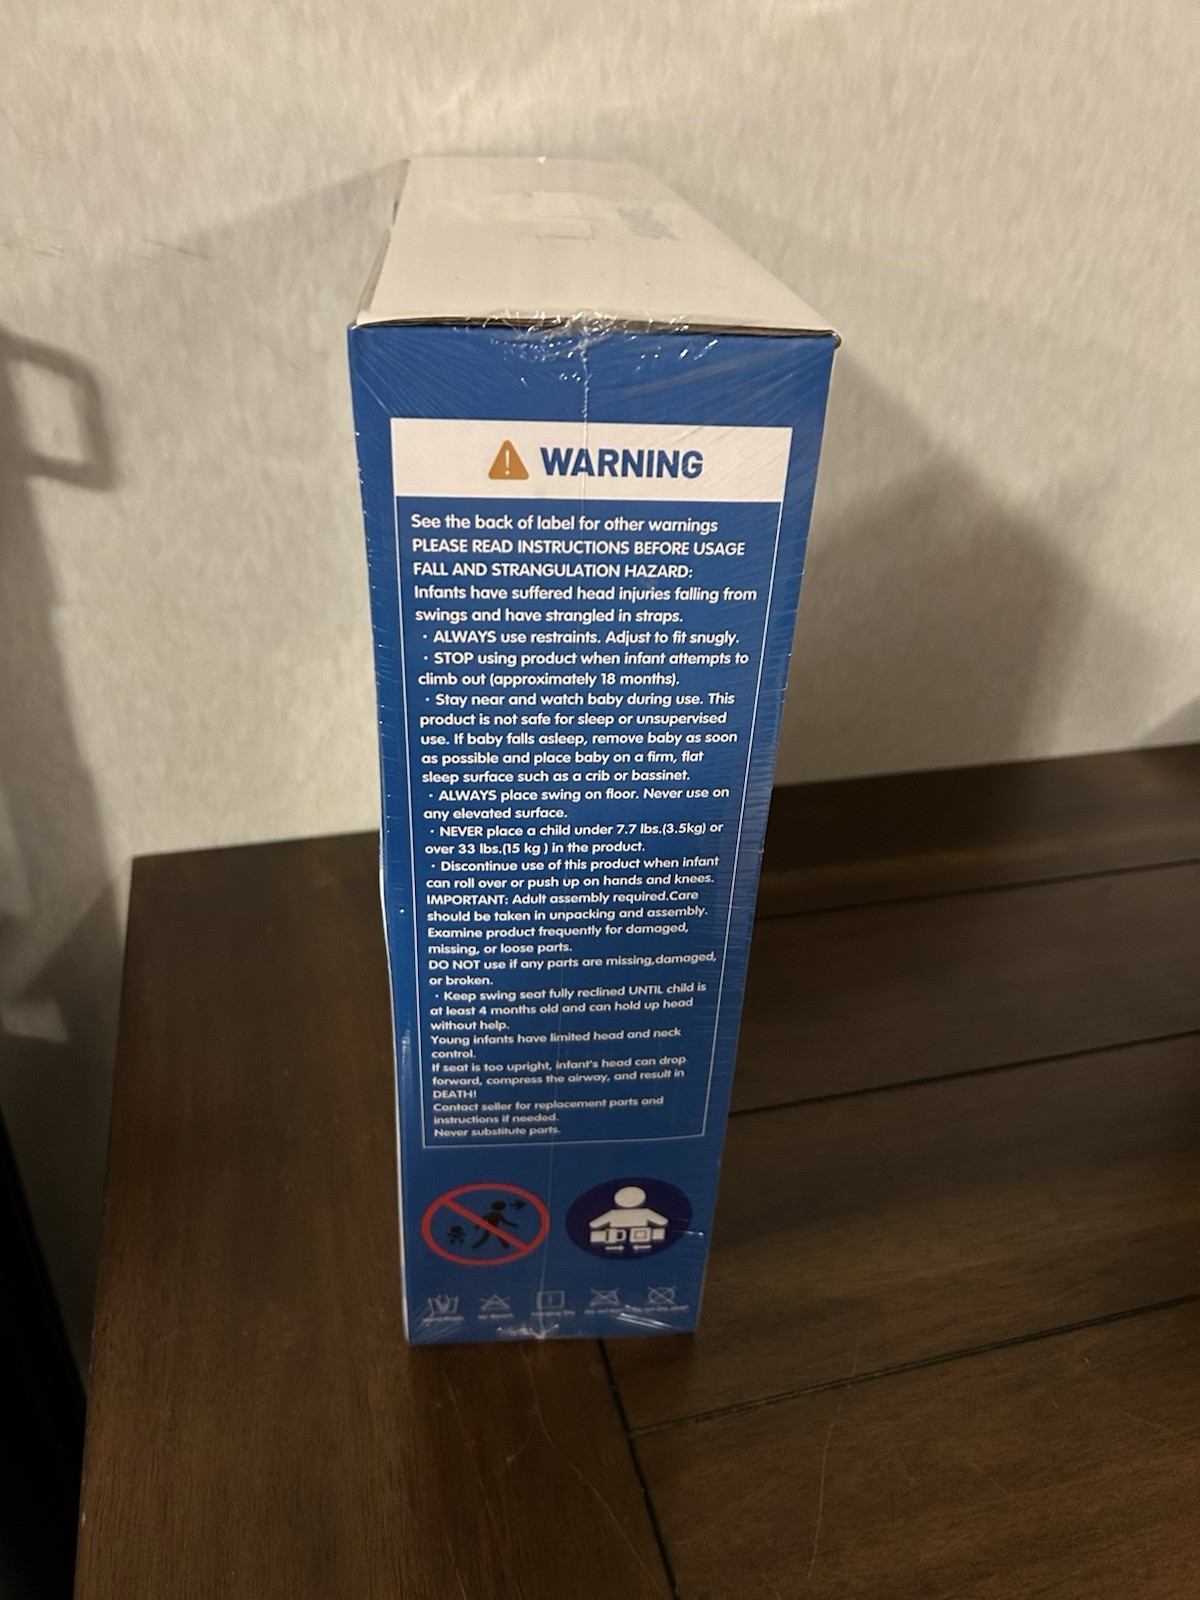 WARNING
See the back of label for other warnings
PLEASE READ INSTRUCTIONS BEFORE USAGE
FALL AND STRANGULATION HAZARD:
Infants have suffered head injuries falling from
swings and have strangled in straps.
· ALWAYS use restraints. Adjust to fit snugly.
· STOP using product when infant attempts to
climb out (approximately 18 months).
· Stay near and watch baby during use. This
product is not safe for sleep or unsupervised
use. If baby falls asleep, remove baby as soon
as possible and place baby on a firm, flat
sleep surface such as a crib or bassinet.
· ALWAYS place swing on floor. Never use on
any elevated surface.
· NEVER place a child under 7.7 lbs.(3.5kg) or
over 33 lbs.(15 kg ) in the product.
· Discontinue use of this product when infant
can roll over or push up on hands and knees.
IMPORTANT: Adult assembly required.Care
should be taken in unpacking and assembly.
Examine product frequently for damaged,
missing, or loose parts.
DO NOT use if any parts are missing,damaged,
or broken.
· Keep swing seat fully reclined UNTIL child is
at least 4 months old and can hold up head
without help.
Young infants have limited head and neck
control.
If seat is too upright, infant's head can drop
forward, compress the airway, and result in
DEATH!
Contact seller for replacement parts and
instructions if needed.
Never substitute parts.